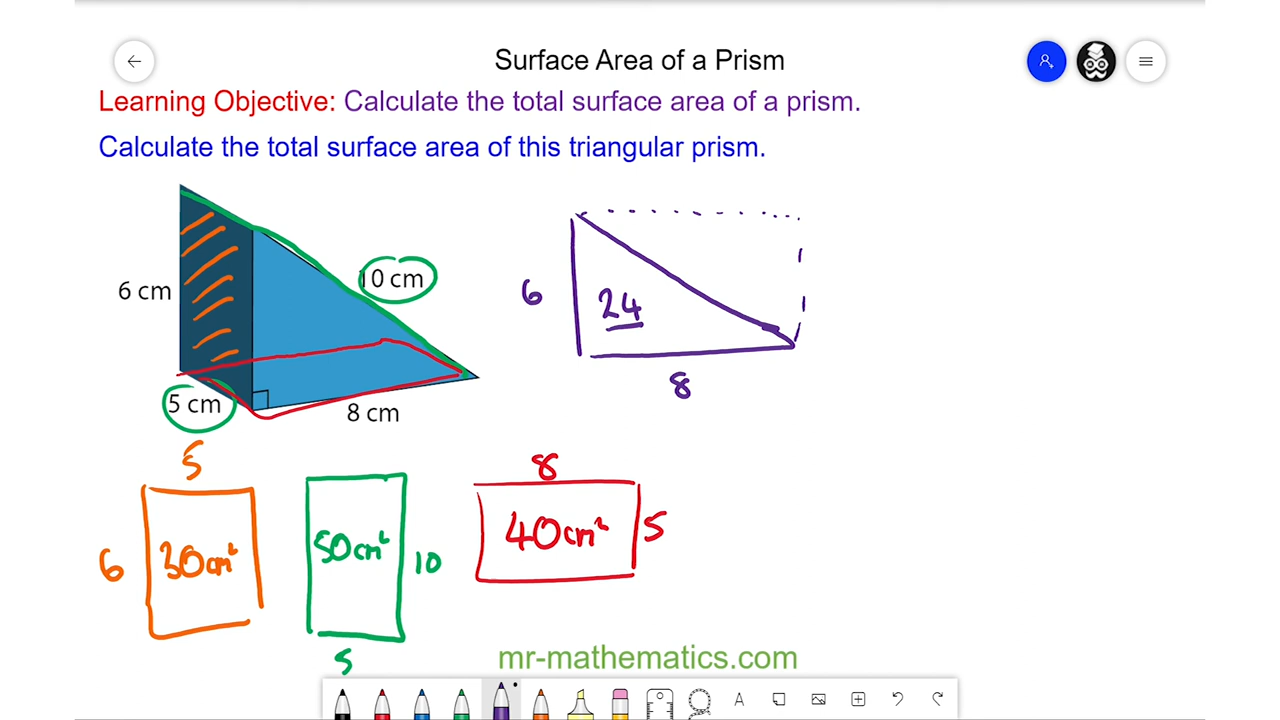 Surface Area of a Prism
Learning Objective: Calculate the total surface area of a prism.
Calculate the total surface area of this triangular prism.
6 cm
10 cm
5 cm
8 cm
6
24
8
5
6
30cm²
50cm²
10
5
8
40cm²
5
mr-mathematics.com
A